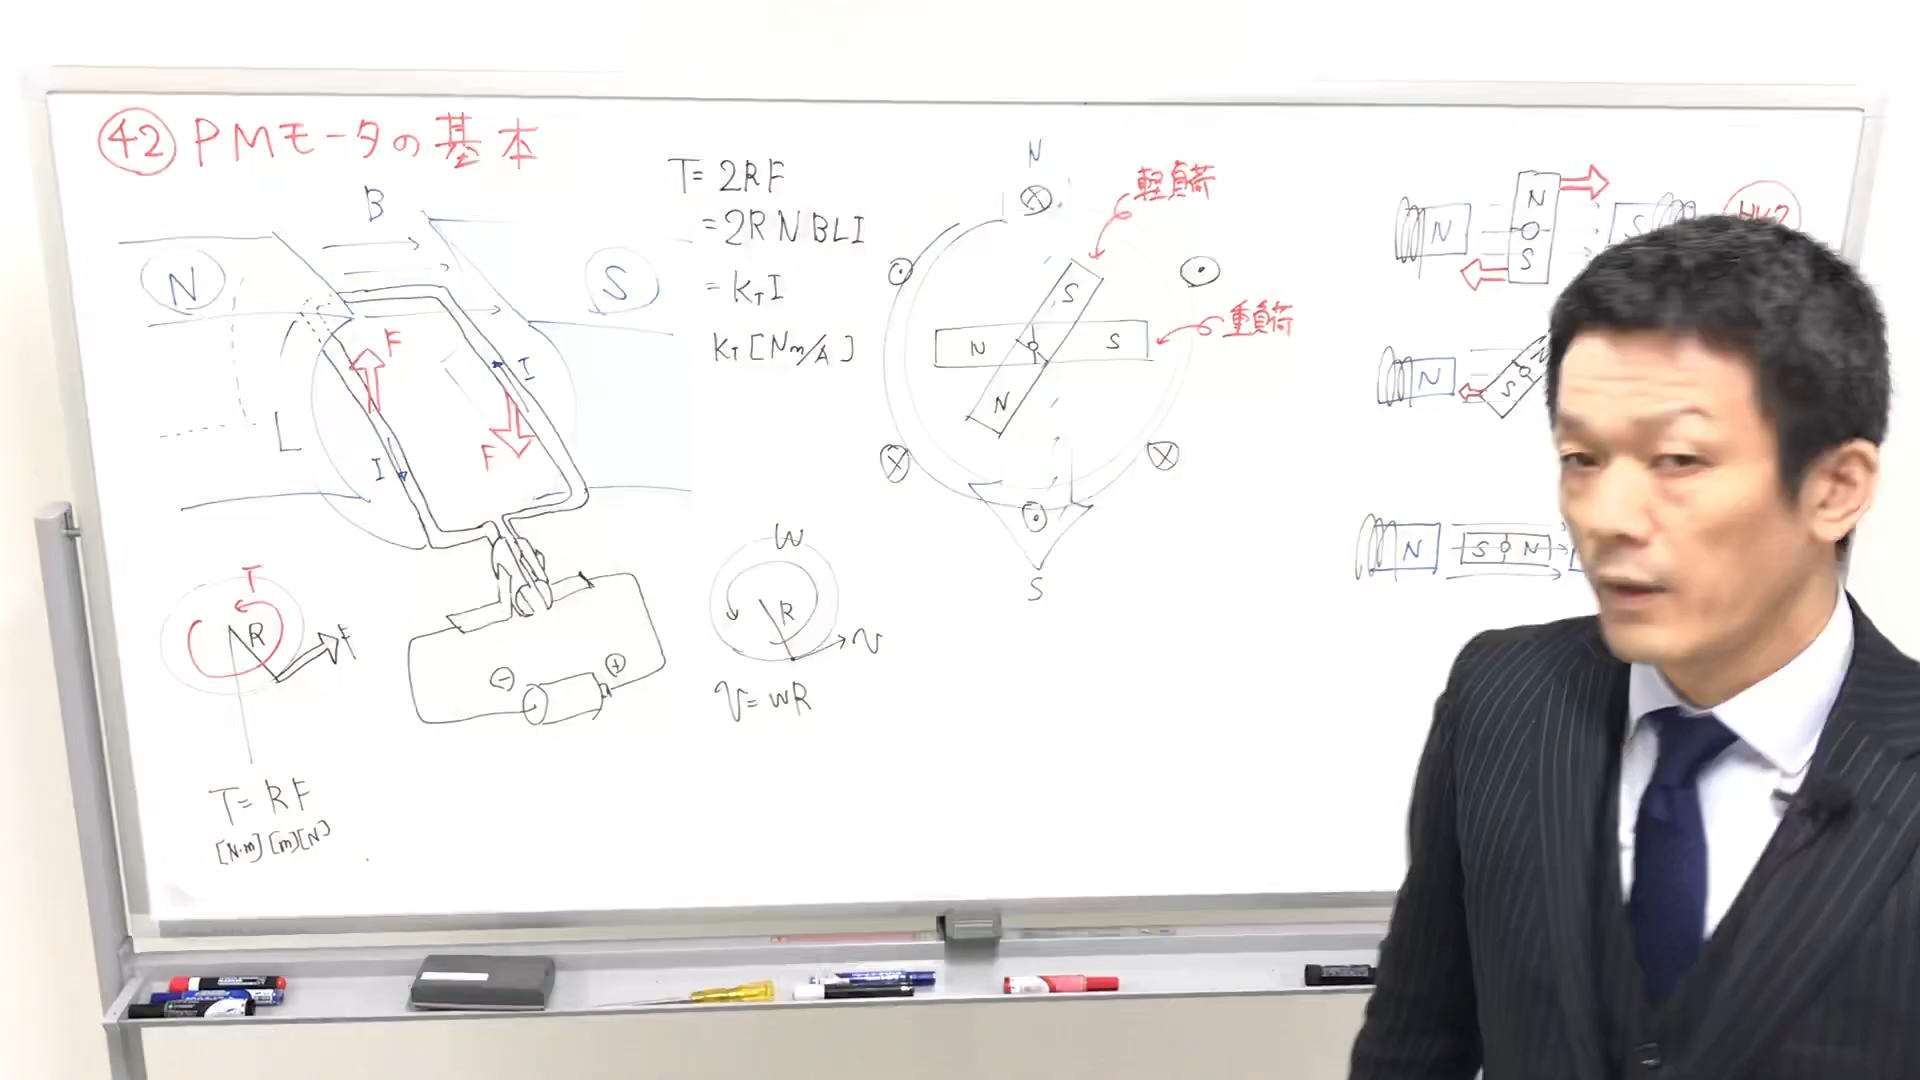 42 PMモータの基本
B
N
S
F
I
L
F
I
T
R
F
T=RF
[N・m][m][N]
⊖
⊕
T=2RF
=2RNBLI
=KTI
KT[Nm/A]
W
R
v
v=wR
N
軽負荷
S
重負荷
N
S
N
S
N
N
S
S
N
S
N
N
S
N